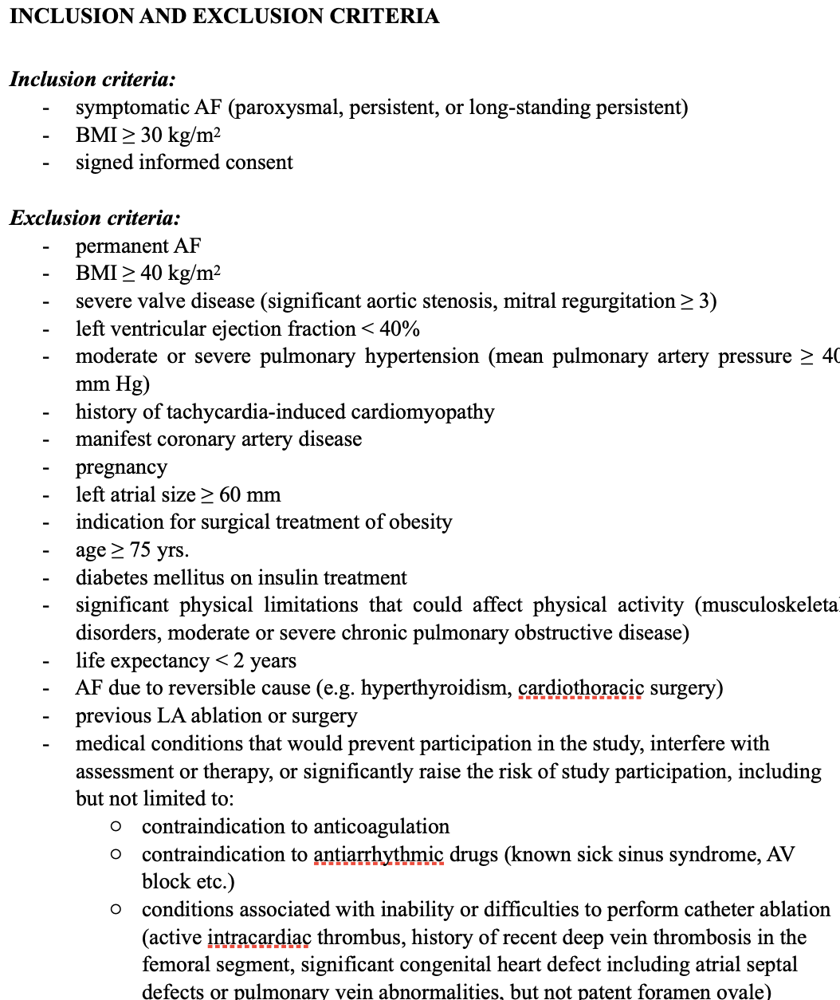 INCLUSION AND EXCLUSION CRITERIA
Inclusion criteria:
- symptomatic AF (paroxysmal, persistent, or long-standing persistent)
- BMI ≥ 30 kg/m²
- signed informed consent
Exclusion criteria:
- permanent AF
- BMI ≥ 40 kg/m²
- severe valve disease (significant aortic stenosis, mitral regurgitation ≥ 3)
- left ventricular ejection fraction < 40%
- moderate or severe pulmonary hypertension (mean pulmonary artery pressure ≥ 40
mm Hg)
- history of tachycardia-induced cardiomyopathy
- manifest coronary artery disease
- pregnancy
- left atrial size ≥ 60 mm
- indication for surgical treatment of obesity
- age ≥ 75 yrs.
- diabetes mellitus on insulin treatment
- significant physical limitations that could affect physical activity (musculoskeletal
disorders, moderate or severe chronic pulmonary obstructive disease)
- life expectancy < 2 years
- AF due to reversible cause (e.g. hyperthyroidism, cardiothoracic surgery)
- previous LA ablation or surgery
- medical conditions that would prevent participation in the study, interfere with
assessment or therapy, or significantly raise the risk of study participation, including
but not limited to:
○ contraindication to anticoagulation
○ contraindication to antiarrhythmic drugs (known sick sinus syndrome, AV
block etc.)
○ conditions associated with inability or difficulties to perform catheter ablation
(active intracardiac thrombus, history of recent deep vein thrombosis in the
femoral segment, significant congenital heart defect including atrial septal
defects or pulmonary vein abnormalities, but not patent foramen ovale)